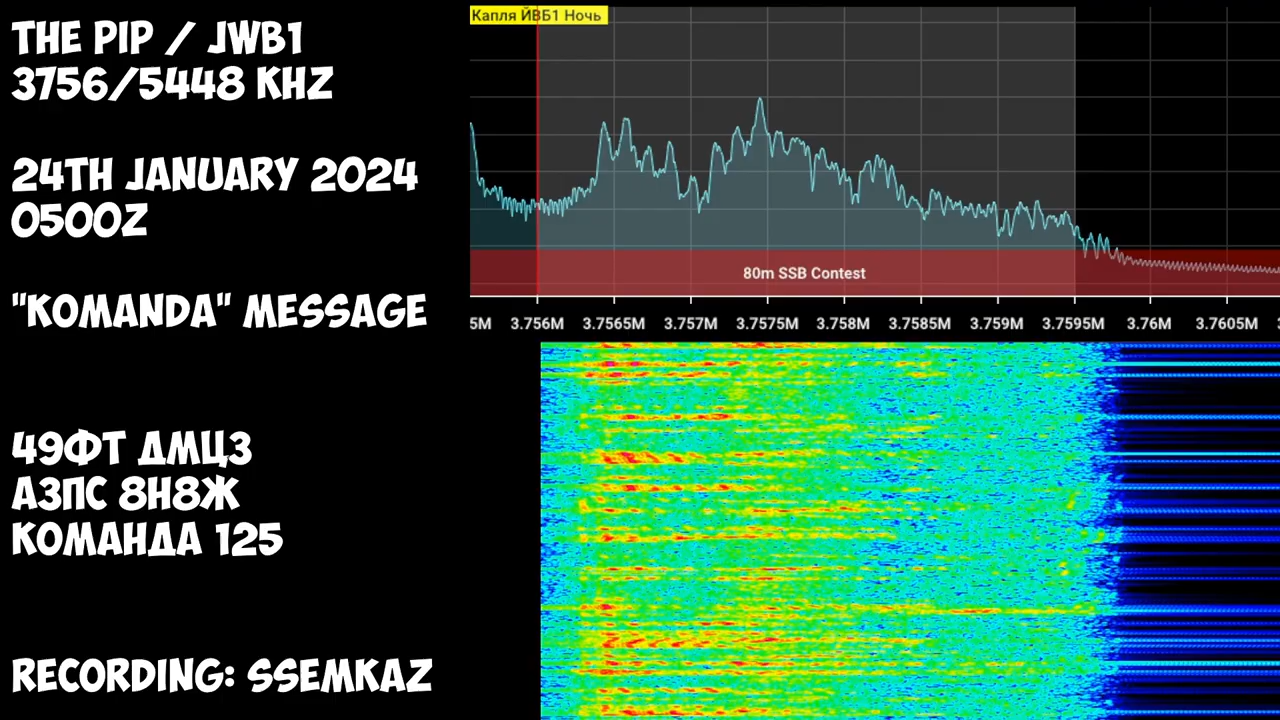 THE PIP / JWB1
3756/5448 KHZ
24TH JANUARY 2024
0500Z
"KOMANDA" MESSAGE
49ФТ ДМЦЗ
АЗПС 8Н8Ж
КОМАНДА 125
RECORDING: SSEMKAZ
Капля ЙВБ1 Ночь
80m SSB Contest
5M 3.756M 3.7565M 3.757M 3.7575M 3.758M 3.7585M 3.759M 3.7595M 3.76M 3.7605M